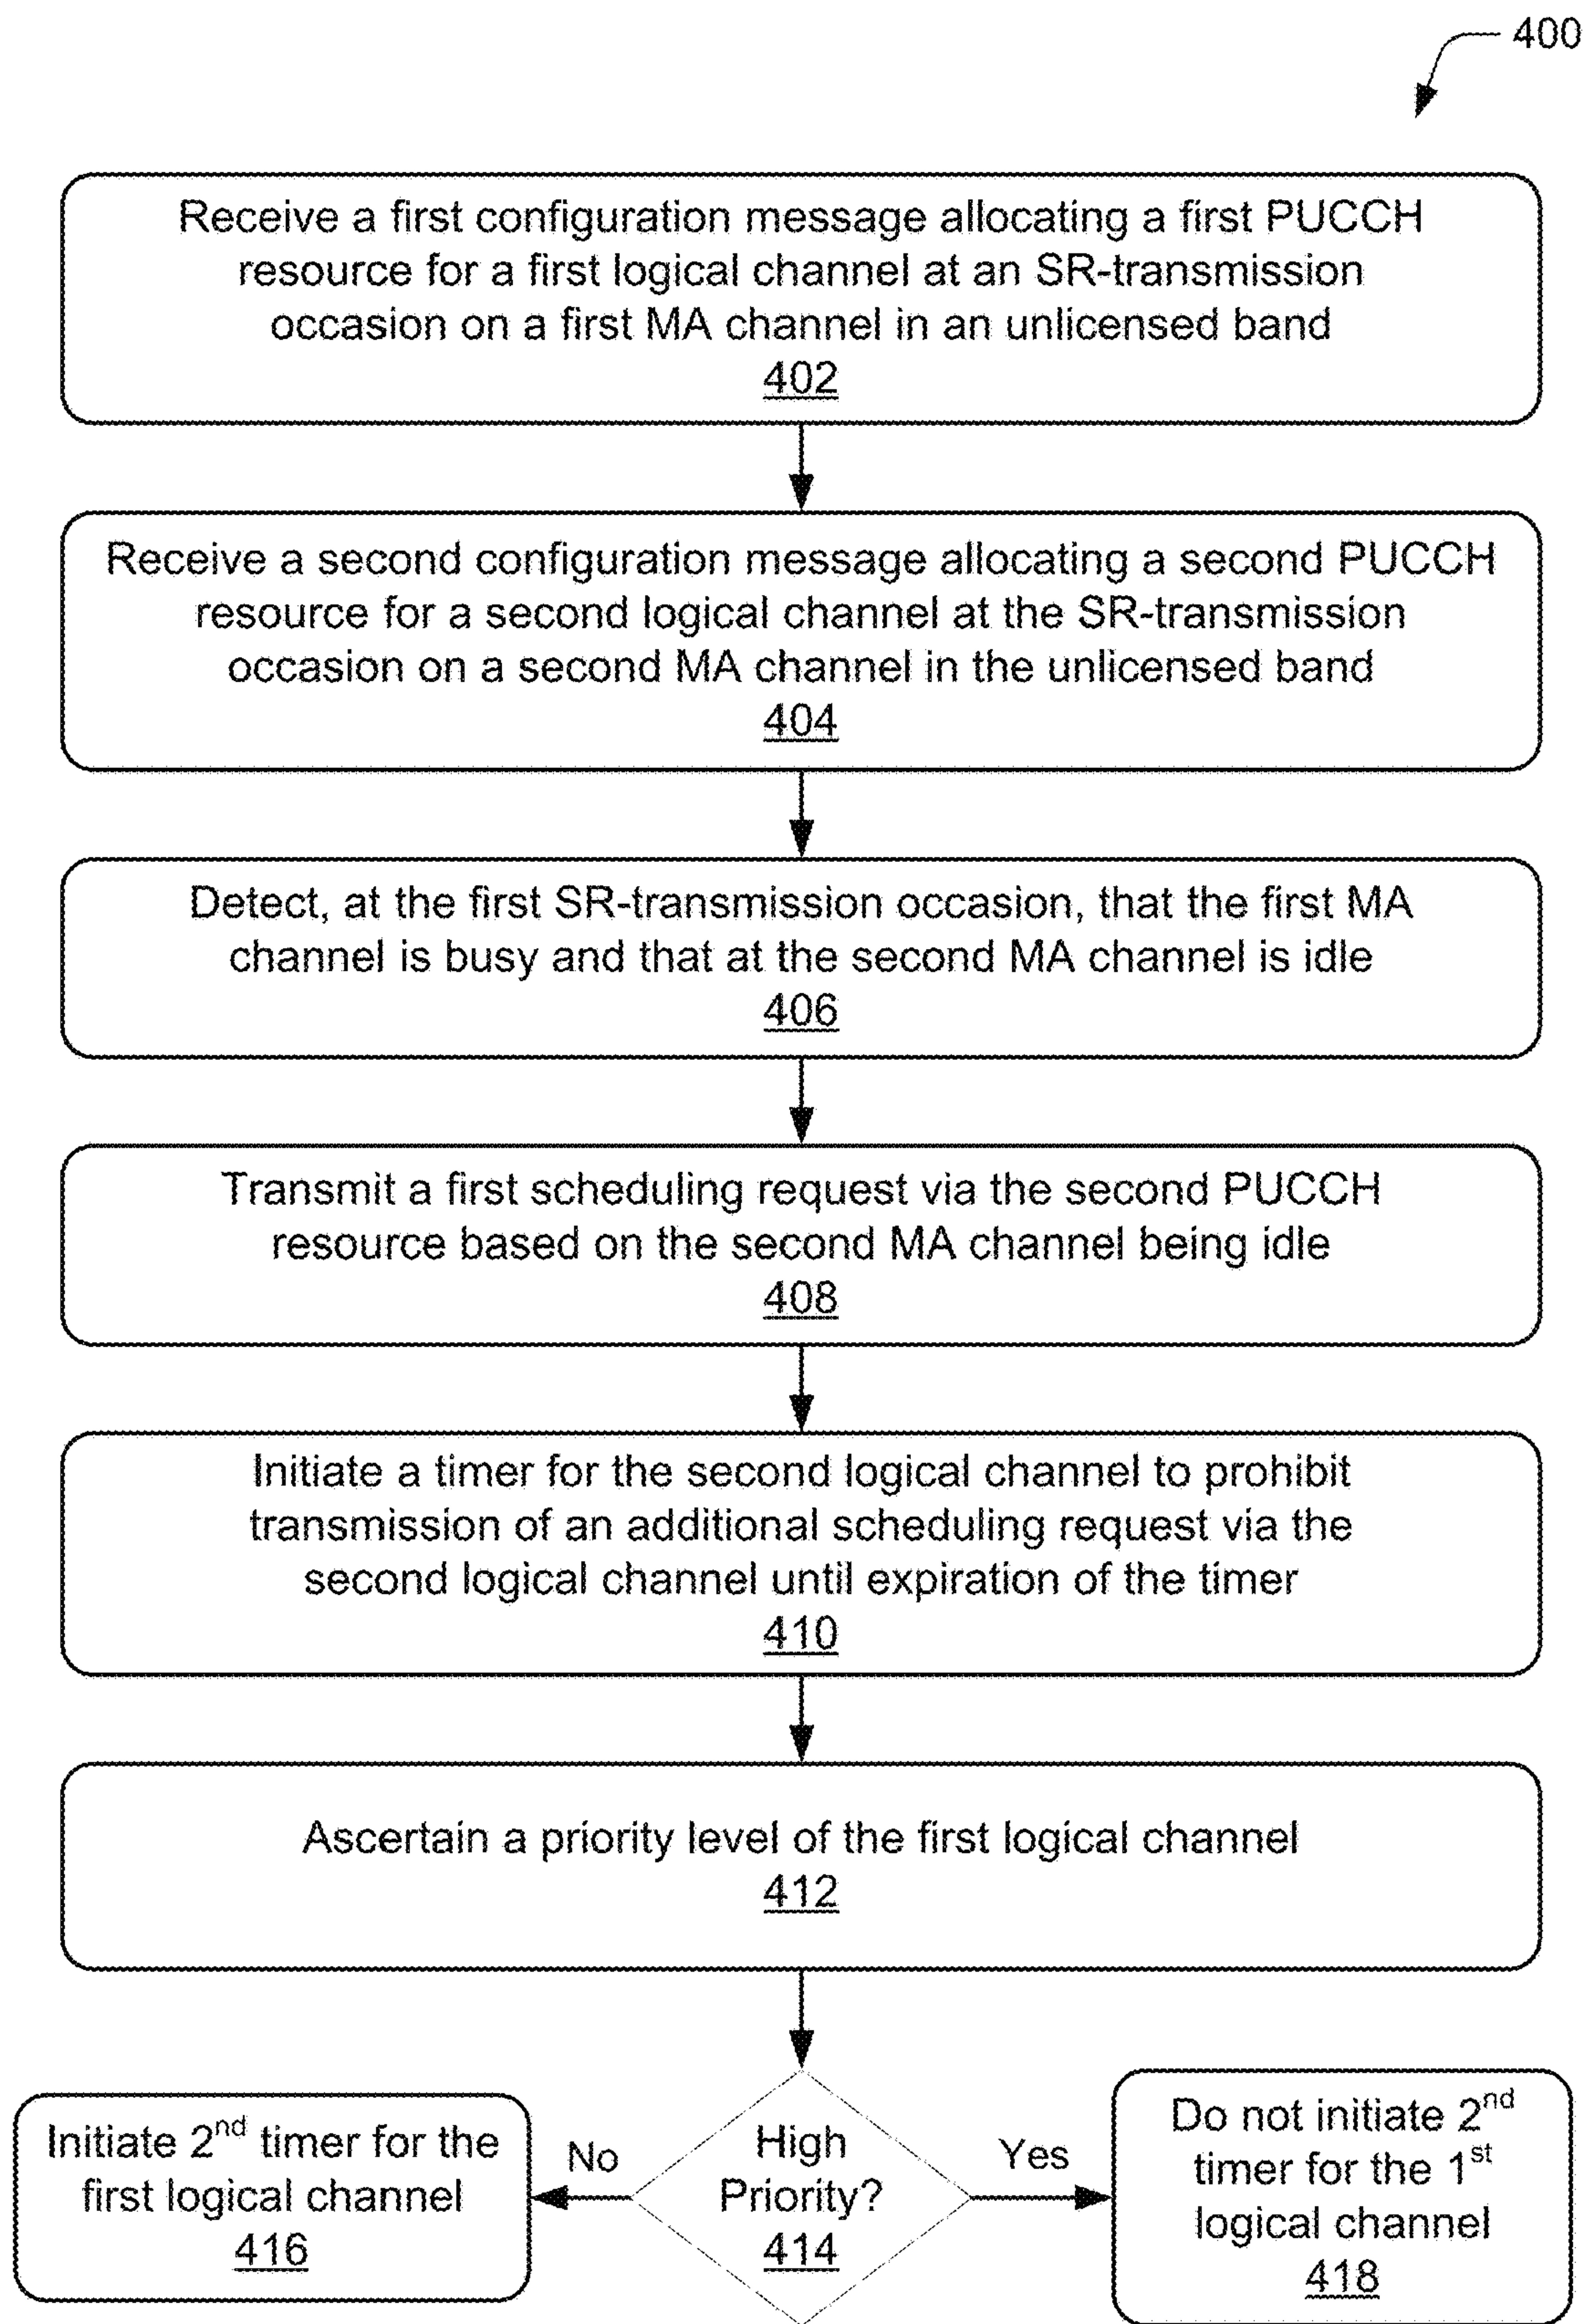 400
Receive a first configuration message allocating a first PUCCH
resource for a first logical channel at an SR-transmission
occasion on a first MA channel in an unlicensed band
402
Receive a second configuration message allocating a second PUCCH
resource for a second logical channel at the SR-transmission
occasion on a second MA channel in the unlicensed band
404
Detect, at the first SR-transmission occasion, that the first MA
channel is busy and that at the second MA channel is idle
406
Transmit a first scheduling request via the second PUCCH
resource based on the second MA channel being idle
408
Initiate a timer for the second logical channel to prohibit
transmission of an additional scheduling request via the
second logical channel until expiration of the timer
410
Ascertain a priority level of the first logical channel
412
Initiate 2nd timer for the
first logical channel
416
No
High
Priority?
414
Yes
Do not initiate 2nd
timer for the 1st
logical channel
418